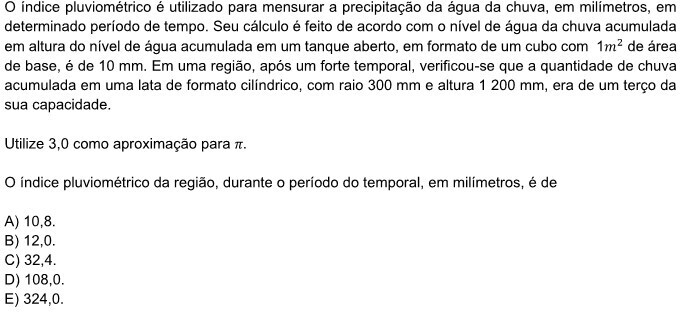 O índice pluviométrico é utilizado para mensurar a precipitação da água da chuva, em milímetros, em
determinado período de tempo. Seu cálculo é feito de acordo com o nível de água da chuva acumulada
em altura do nível de água acumulada em um tanque aberto, em formato de um cubo com 1m² de área
de base, é de 10 mm. Em uma região, após um forte temporal, verificou-se que a quantidade de chuva
acumulada em uma lata de formato cilíndrico, com raio 300 mm e altura 1 200 mm, era de um terço da
sua capacidade.
Utilize 3,0 como aproximação para π.
O índice pluviométrico da região, durante o período do temporal, em milímetros, é de
A) 10,8.
B) 12,0.
C) 32,4.
D) 108,0.
E) 324,0.